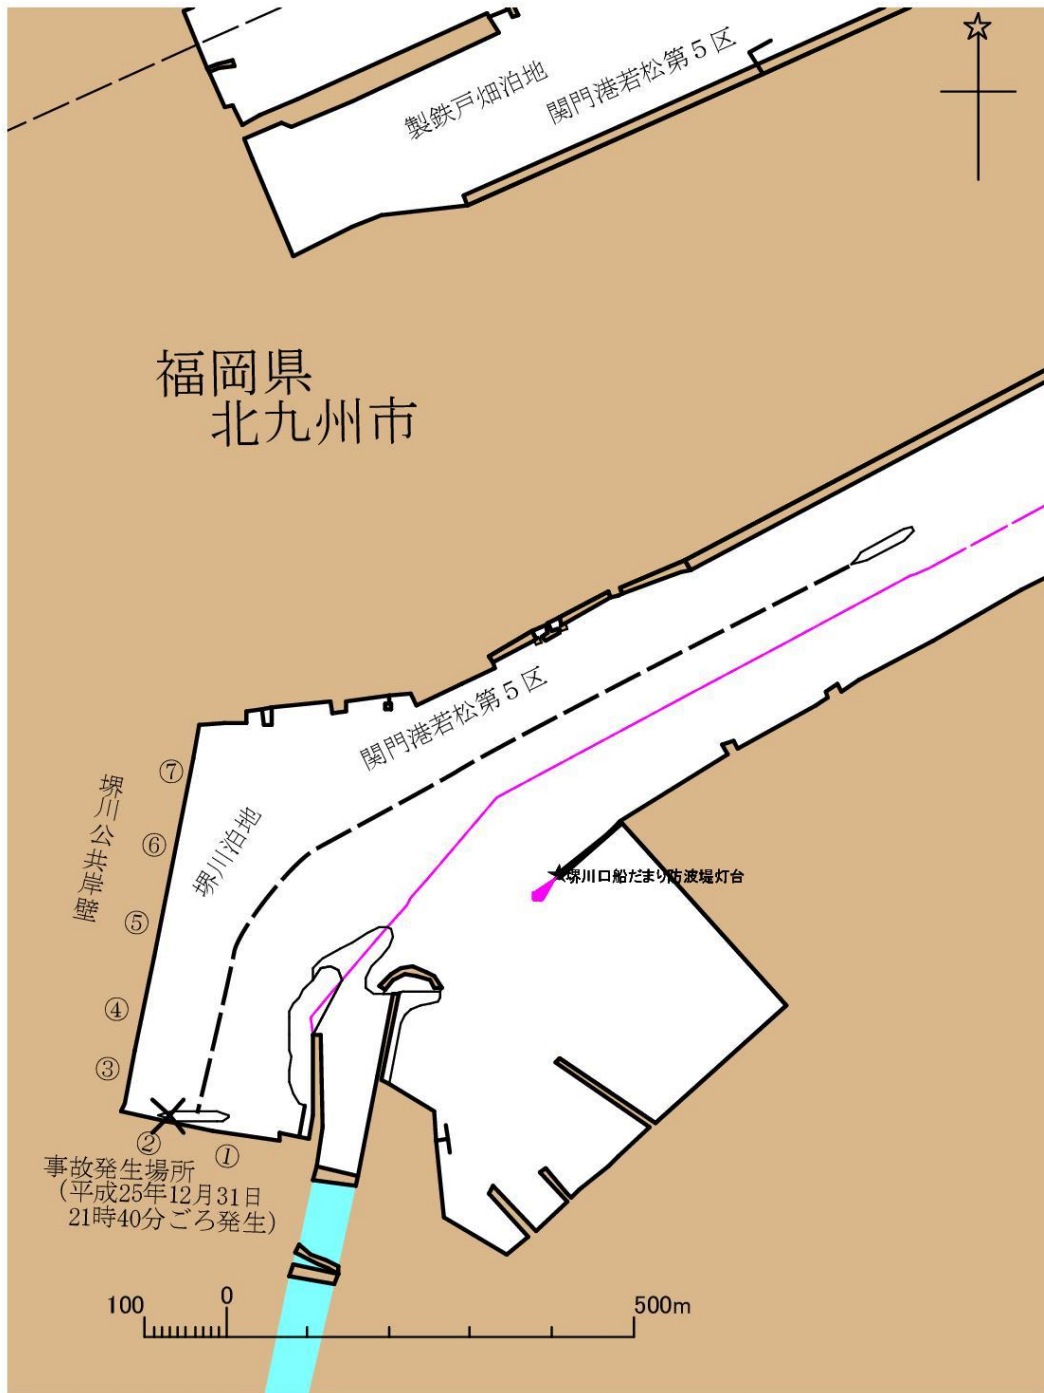 製鉄戸畑泊地
関門港若松第５区
福岡県
北九州市
関門港若松第５区
堺川泊地
堺川公共岸壁
⑦
⑥
⑤
④
③
②
①
堺川口船だまり防波堤灯台
事故発生場所
（平成25年12月31日
21時40分ごろ発生）
100 0 500m